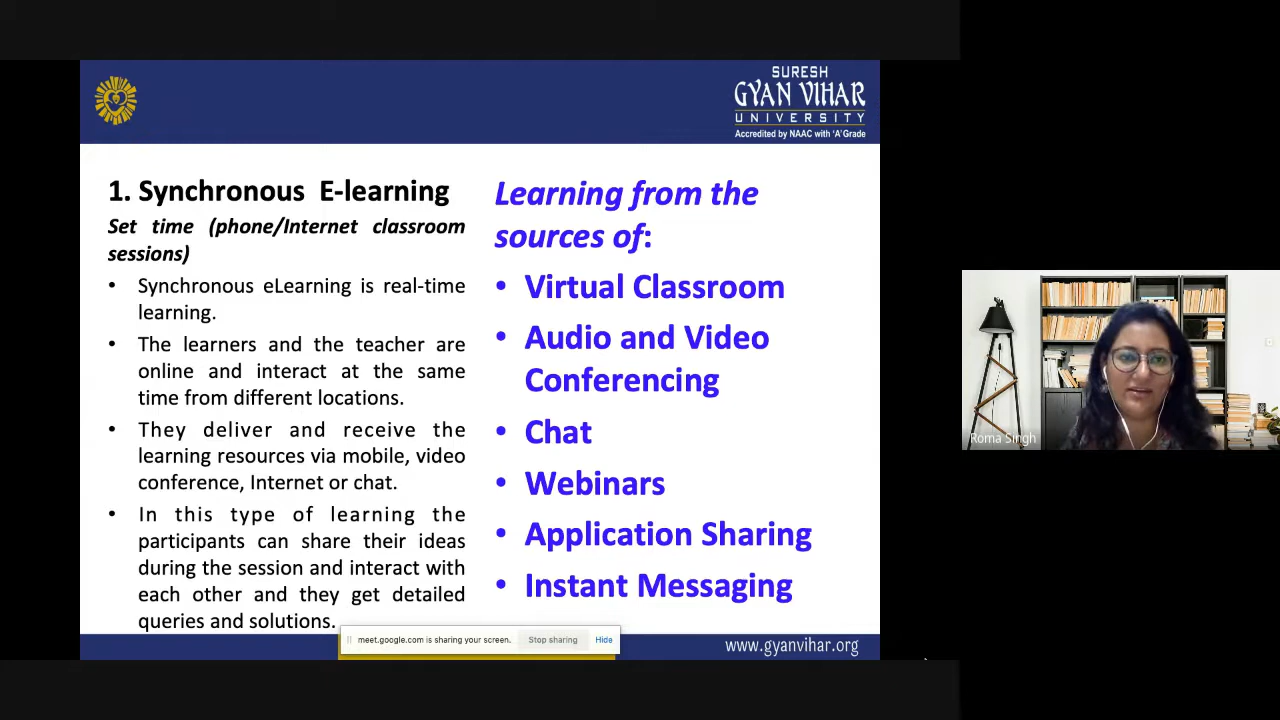 SURESH
GYAN VIHAR
UNIVERSITY
Accredited by NAAC with 'A' Grade
1. Synchronous E-learning
Set time (phone/Internet classroom
sessions)
• Synchronous eLearning is real-time
learning.
• The learners and the teacher are
online and interact at the same
time from different locations.
• They deliver and receive the
learning resources via mobile, video
conference, Internet or chat.
• In this type of learning the
participants can share their ideas
during the session and interact with
each other and they get detailed
queries and solutions.
Learning from the
sources of:
• Virtual Classroom
• Audio and Video
Conferencing
• Chat
• Webinars
• Application Sharing
• Instant Messaging
Roma Singh
meet.google.com is sharing your screen.
Stop sharing
Hide
www.gyanvihar.org